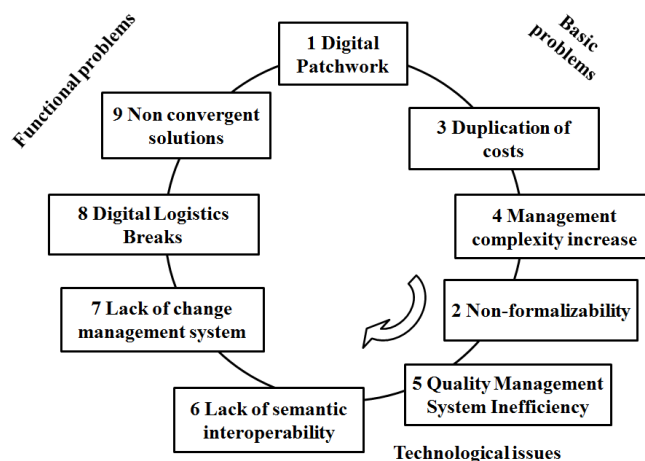 Functional problems
Basic
problems
1 Digital
Patchwork
3 Duplication of
costs
4 Management
complexity increase
2 Non-formalizability
5 Quality Management
System Inefficiency
6 Lack of semantic
interoperability
7 Lack of change
management system
8 Digital Logistics
Breaks
9 Non convergent
solutions
Technological issues